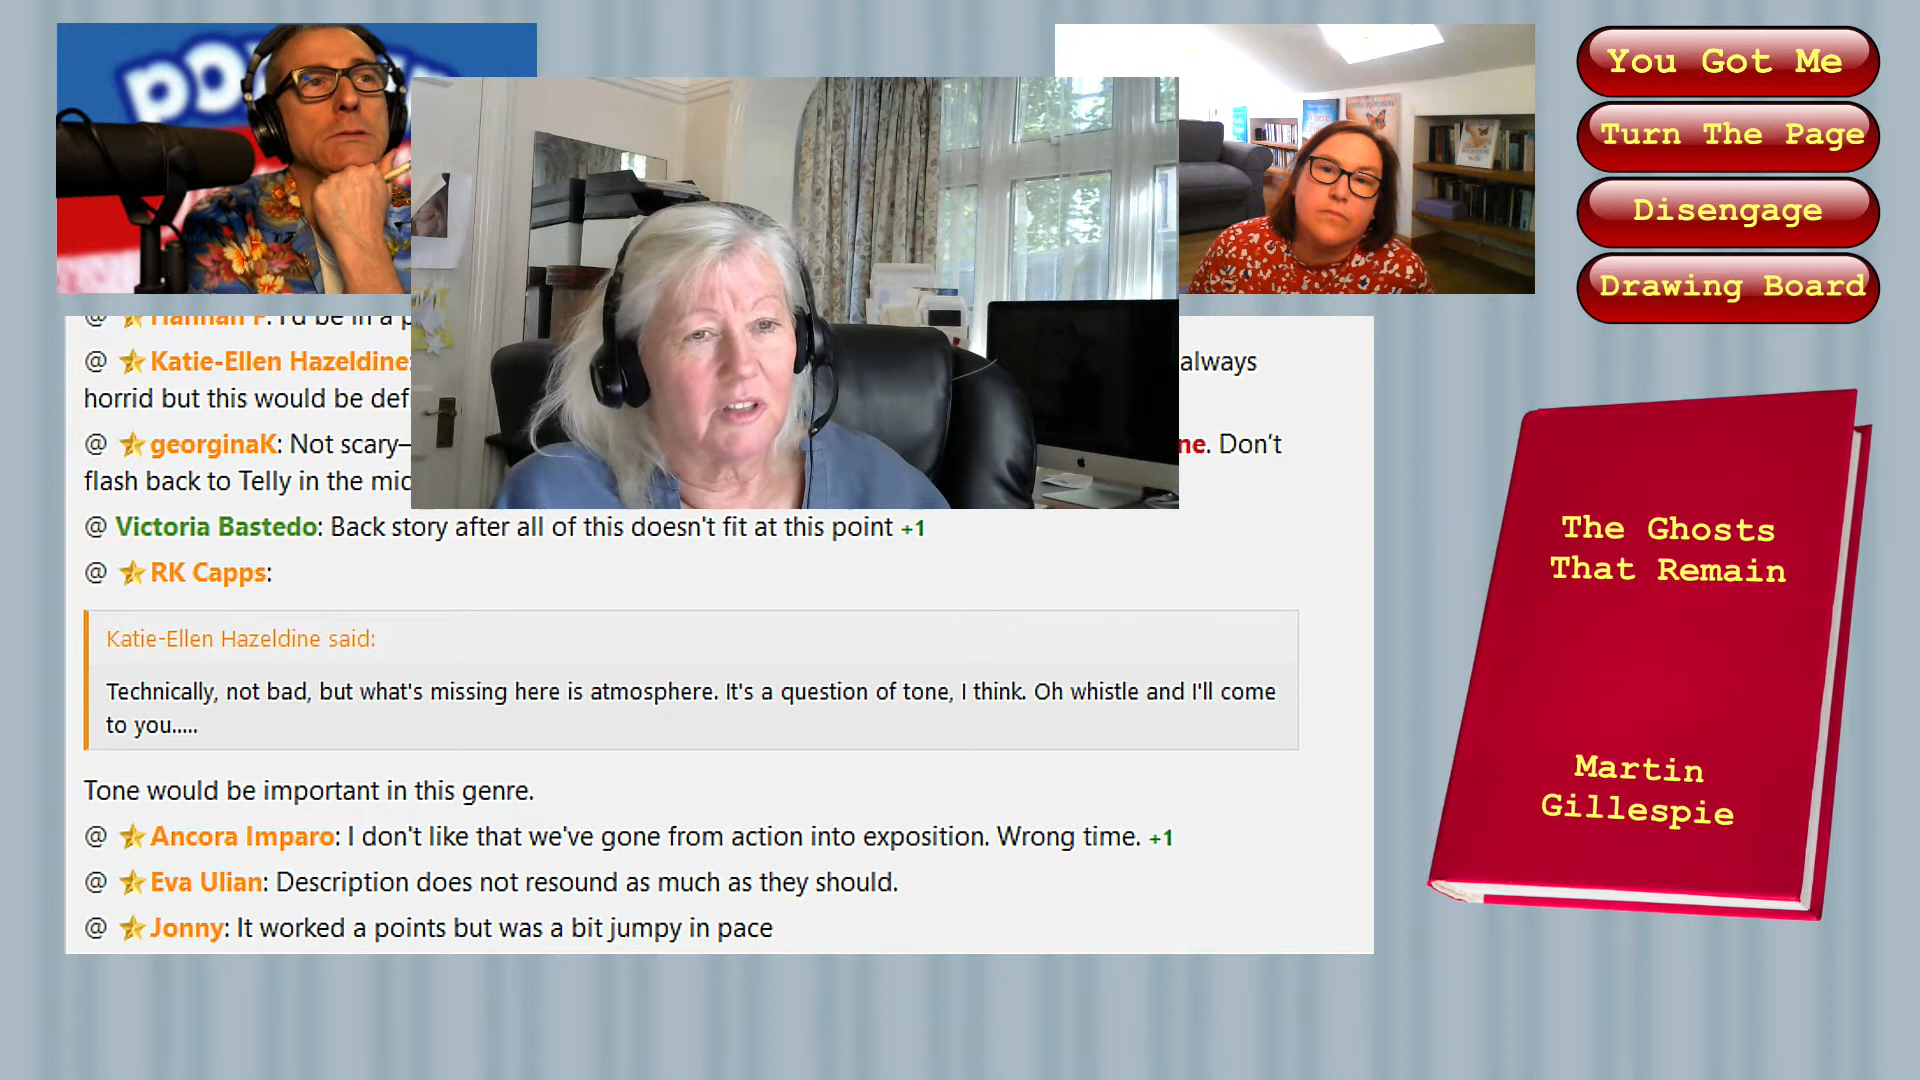 You Got Me
Turn The Page
Disengage
Drawing Board
@ Hannah F: I'd be in a p
@ Katie-Ellen Hazeldine: always
horrid but this would be def
@ georginaK: Not scary— ne. Don't
flash back to Telly in the mid
@ Victoria Bastedo: Back story after all of this doesn't fit at this point +1
@ RK Capps:
Katie-Ellen Hazeldine said:
Technically, not bad, but what's missing here is atmosphere. It's a question of tone, I think. Oh whistle and I'll come
to you.....
Tone would be important in this genre.
@ Ancora Imparo: I don't like that we've gone from action into exposition. Wrong time. +1
@ Eva Ulian: Description does not resound as much as they should.
@ Jonny: It worked a points but was a bit jumpy in pace
The Ghosts
That Remain
Martin
Gillespie